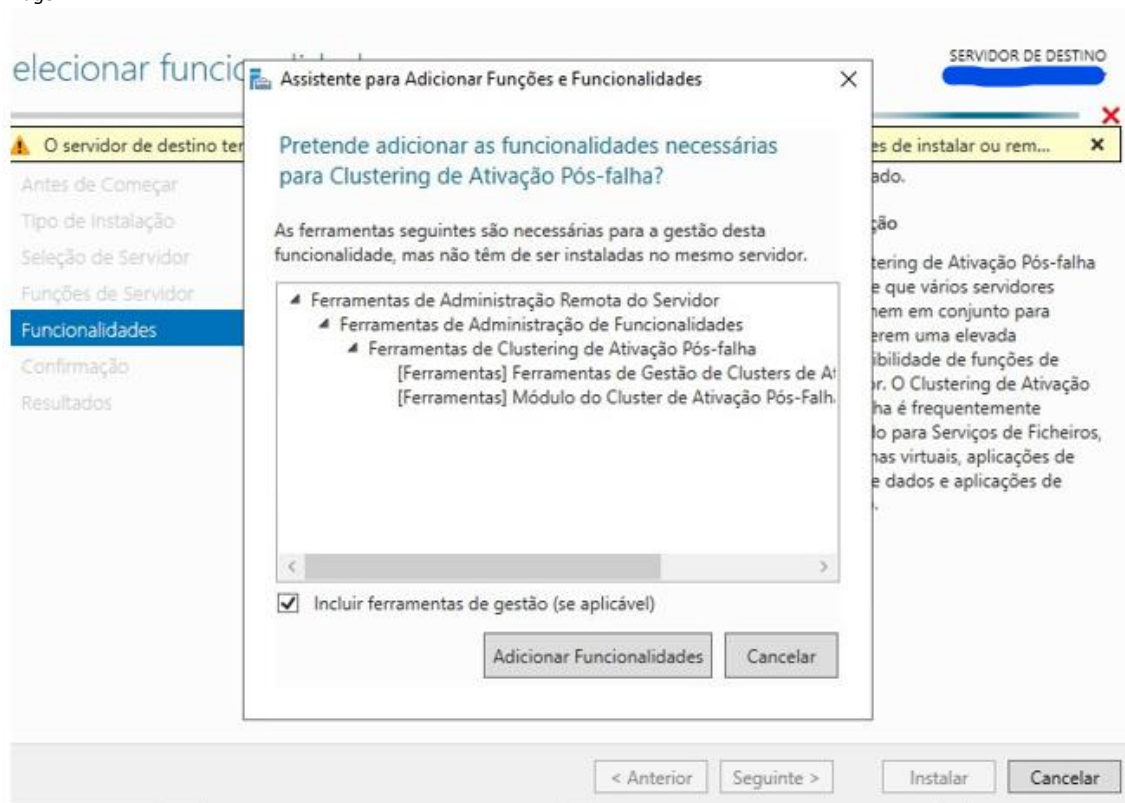 elecionar funcio
Assistente para Adicionar Funções e Funcionalidades
SERVIDOR DE DESTINO
O servidor de destino ter
es de instalar ou rem...
Pretende adicionar as funcionalidades necessárias
para Clustering de Ativação Pós-falha?
As ferramentas seguintes são necessárias para a gestão desta
funcionalidade, mas não têm de ser instaladas no mesmo servidor.
Ferramentas de Administração Remota do Servidor
Ferramentas de Administração de Funcionalidades
Ferramentas de Clustering de Ativação Pós-falha
[Ferramentas] Ferramentas de Gestão de Clusters de
[Ferramentas] Módulo do Cluster de Ativação Pós-Falh
Incluir ferramentas de gestão (se aplicável)
Adicionar Funcionalidades
Cancelar
Antes de Começar
Tipo de Instalação
Seleção de Servidor
Funções de Servidor
Funcionalidades
Confirmação
Resultados
ado.
ção
tering de Ativação Pós-falha
e que vários servidores
em em conjunto para
erem uma elevada
ibilidade de funções de
r. O Clustering de Ativação
ha é frequentemente
lo para Serviços de Ficheiros,
nas virtuais, aplicações de
e dados e aplicações de
< Anterior
Seguinte >
Instalar
Cancelar